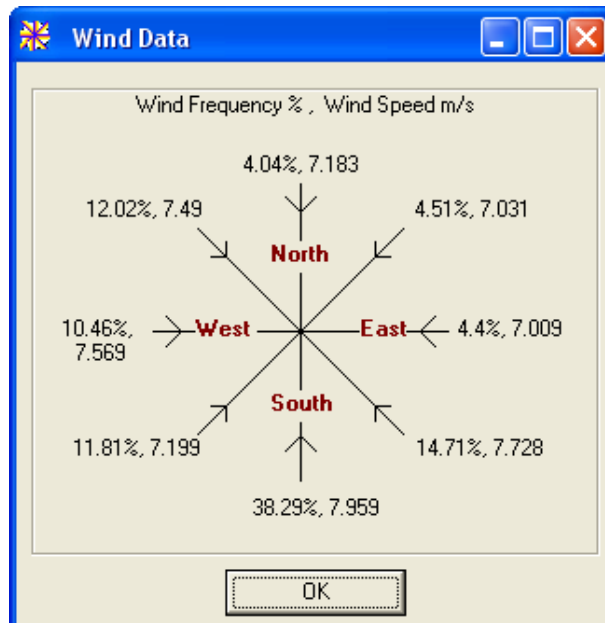 Wind Data
Wind Frequency % , Wind Speed m/s
4.04%, 7.183
12.02%, 7.49
4.51%, 7.031
North
10.46%,
7.569
West
East
4.4%, 7.009
South
11.81%, 7.199
14.71%, 7.728
38.29%, 7.959
OK